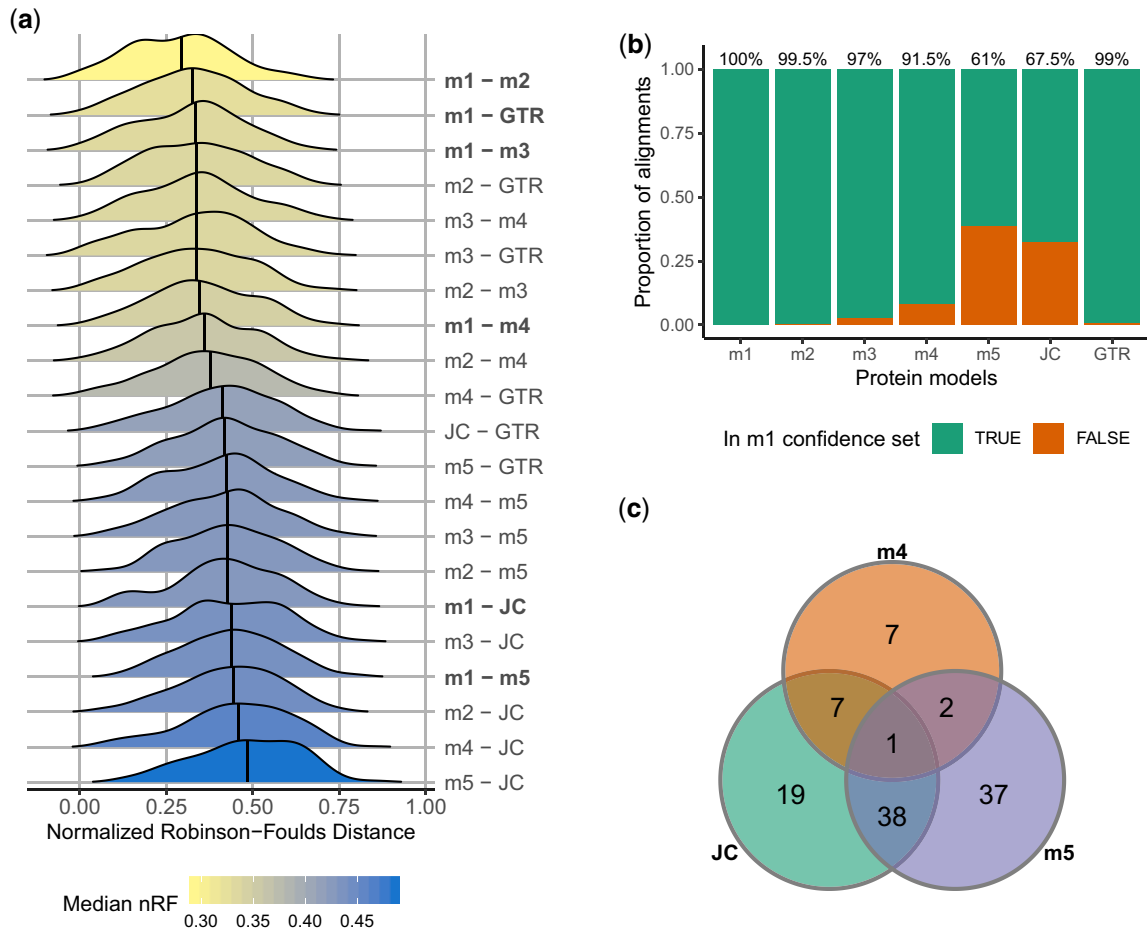 (a)
m1 − m2
m1 − GTR
m1 − m3
m2 − GTR
m3 − m4
m3 − GTR
m2 − m3
m1 − m4
m2 − m4
m4 − GTR
JC − GTR
m5 − GTR
m4 − m5
m3 − m5
m2 − m5
m1 − JC
m3 − JC
m1 − m5
m2 − JC
m4 − JC
m5 − JC
0.00 0.25 0.50 0.75 1.00
Normalized Robinson−Foulds Distance
Median nRF
0.30 0.35 0.40 0.45
(b)
100% 99.5% 97% 91.5% 61% 67.5% 99%
1.00
0.75
0.50
0.25
0.00
Proportion of alignments
m1 m2 m3 m4 m5 JC GTR
Protein models
In m1 confidence set TRUE FALSE
(c)
m4
7
7 2
1
19 37
38
JC m5